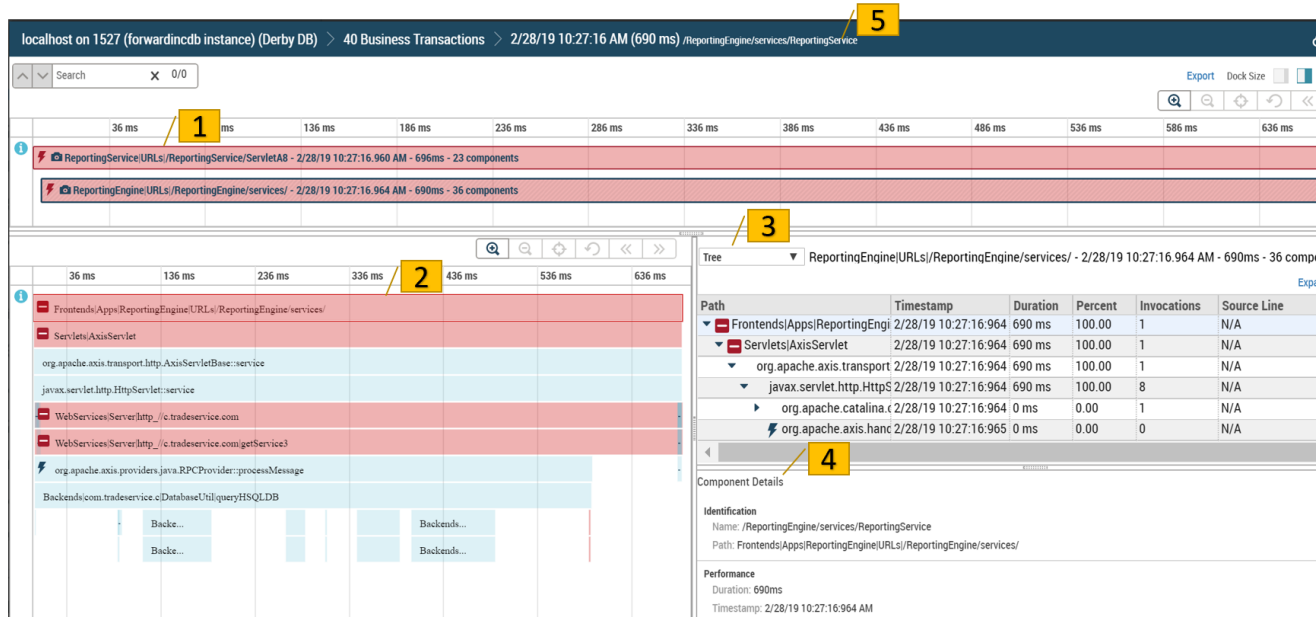 5
localhost on 1527 (forwardincdb instance) (Derby DB) > 40 Business Transactions > 2/28/19 10:27:16 AM (690 ms) /ReportingEngine/services/ReportingService
Search X 0/0
Export Dock Size
36 ms 1 ms 136 ms 186 ms 236 ms 286 ms 336 ms 386 ms 436 ms 486 ms 536 ms 586 ms 636 ms
ReportingService|URLs|/ReportingService/ServletA8 - 2/28/19 10:27:16.960 AM - 696ms - 23 components
ReportingEngine|URLs|/ReportingEngine/services/ - 2/28/19 10:27:16.964 AM - 690ms - 36 components
3
Tree ▼ ReportingEngine|URLs|/ReportingEngine/services/ - 2/28/19 10:27:16.964 AM - 690ms - 36 compo
36 ms 136 ms 236 ms 336 ms 2 436 ms 536 ms 636 ms
Expa
Path Timestamp Duration Percent Invocations Source Line
Frontends|Apps|ReportingEngi 2/28/19 10:27:16:964 690 ms 100.00 1 N/A
Servlets|AxisServlet 2/28/19 10:27:16:964 690 ms 100.00 1 N/A
org.apache.axis.transport 2/28/19 10:27:16:964 690 ms 100.00 1 N/A
javax.servlet.http.HttpS 2/28/19 10:27:16:964 690 ms 100.00 8 N/A
org.apache.catalina.c 2/28/19 10:27:16:964 0 ms 0.00 1 N/A
org.apache.axis.hanc 2/28/19 10:27:16:965 0 ms 0.00 0 N/A
Frontends|Apps|ReportingEngine|URLs|/ReportingEngine/services/
Servlets|AxisServlet
org.apache.axis.transport.http.AxisServletBase::service
javax.servlet.http.HttpServlet::service
WebServices|Server|http_//c.tradeservice.com
WebServices|Server|http_//c.tradeservice.com|getService3
org.apache.axis.providers.java.RPCProvider::processMessage
Backends|com.tradeservice.c|DatabaseUtil|queryHSQLDB
Backe... Backends...
Backe... Backends...
4
Component Details
Identification
Name: /ReportingEngine/services/ReportingService
Path: Frontends|Apps|ReportingEngine|URLs|/ReportingEngine/services/
Performance
Duration: 690ms
Timestamp: 2/28/19 10:27:16:964 AM